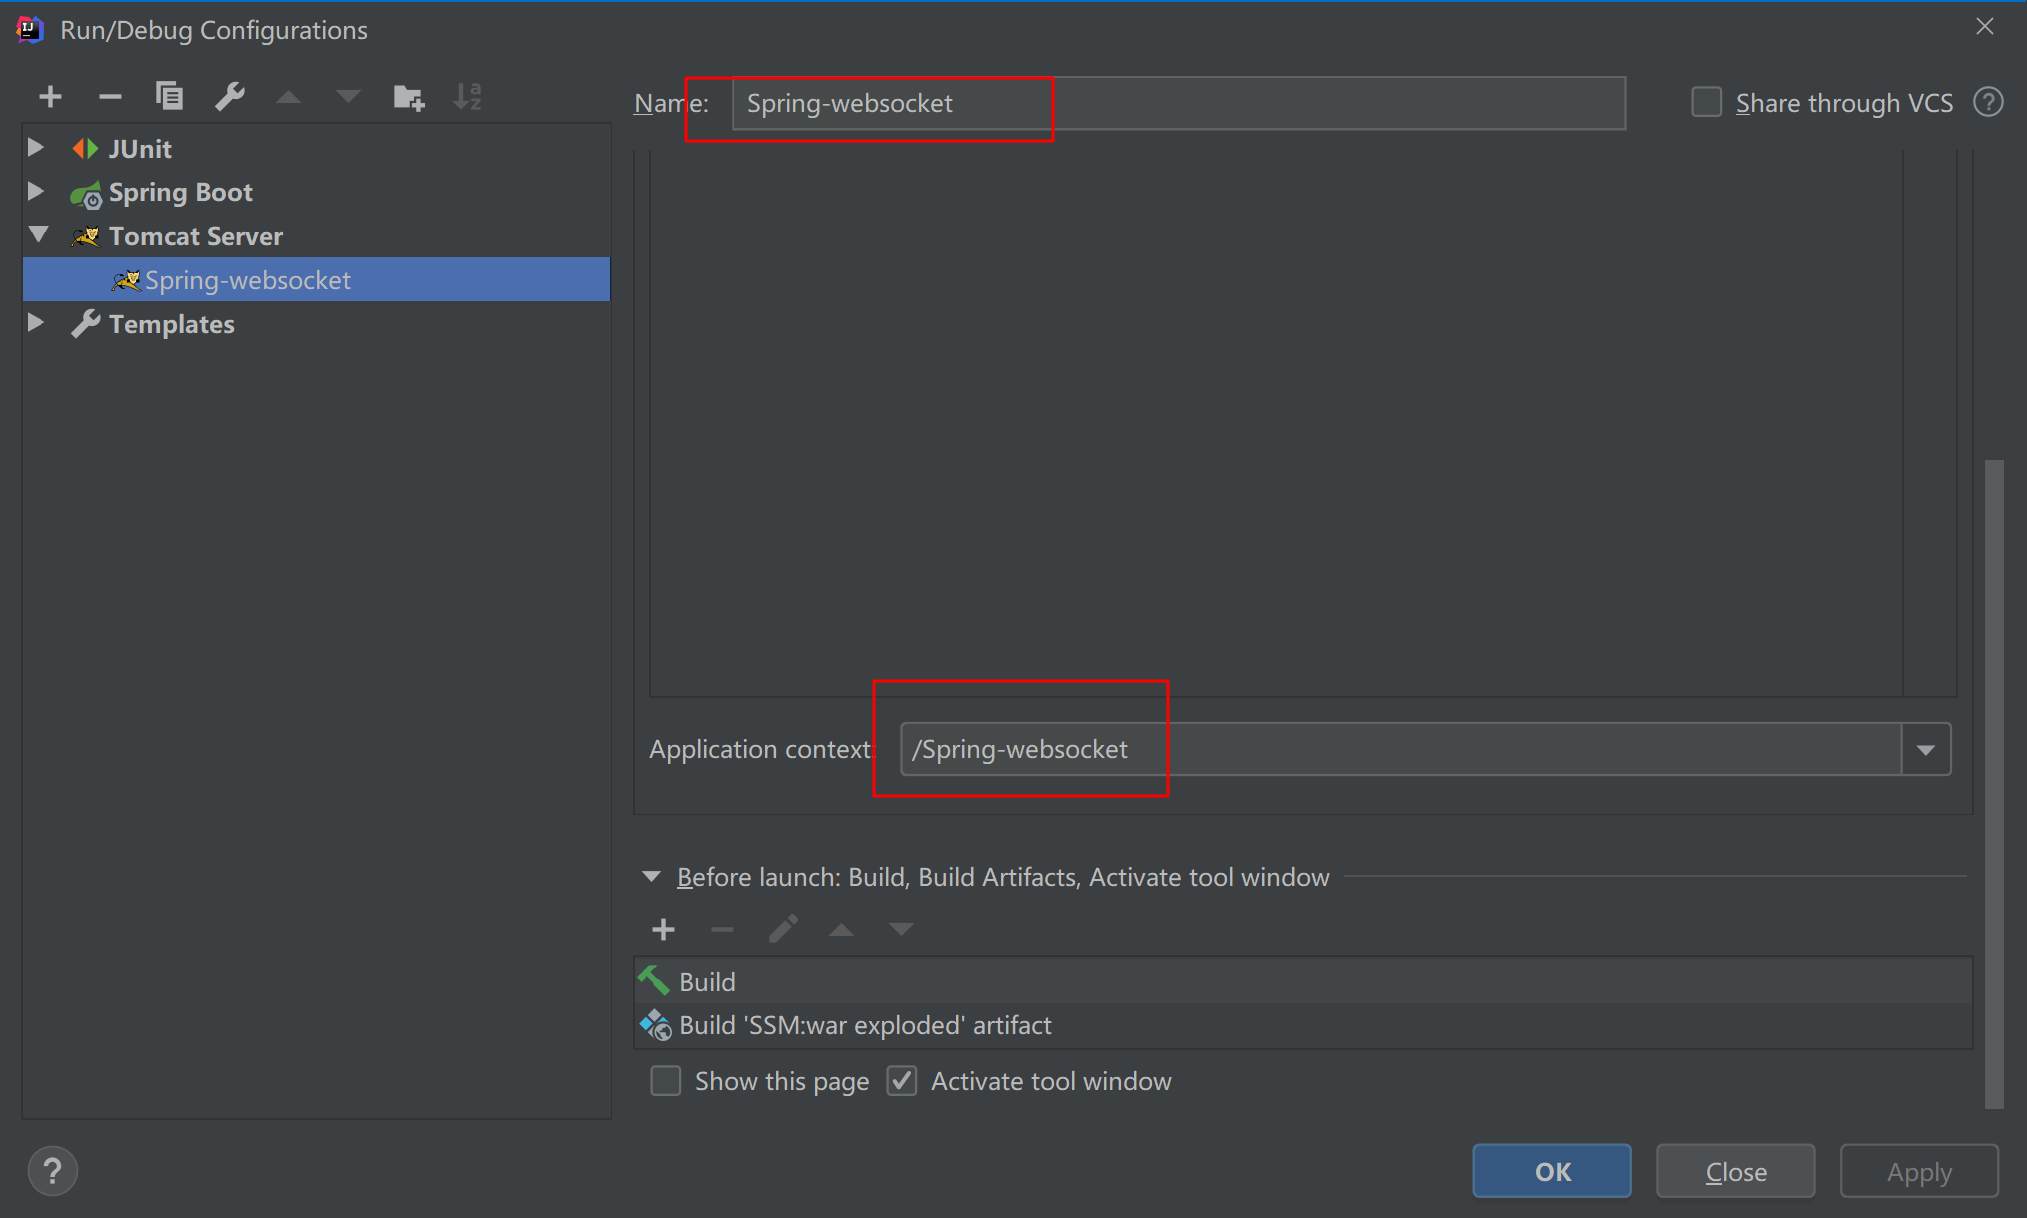 Run/Debug Configurations
Name: Spring-websocket
Share through VCS
JUnit
Spring Boot
Tomcat Server
Spring-websocket
Templates
Application context: /Spring-websocket
Before launch: Build, Build Artifacts, Activate tool window
Build
Build 'SSM:war exploded' artifact
Show this page
Activate tool window
OK
Close
Apply